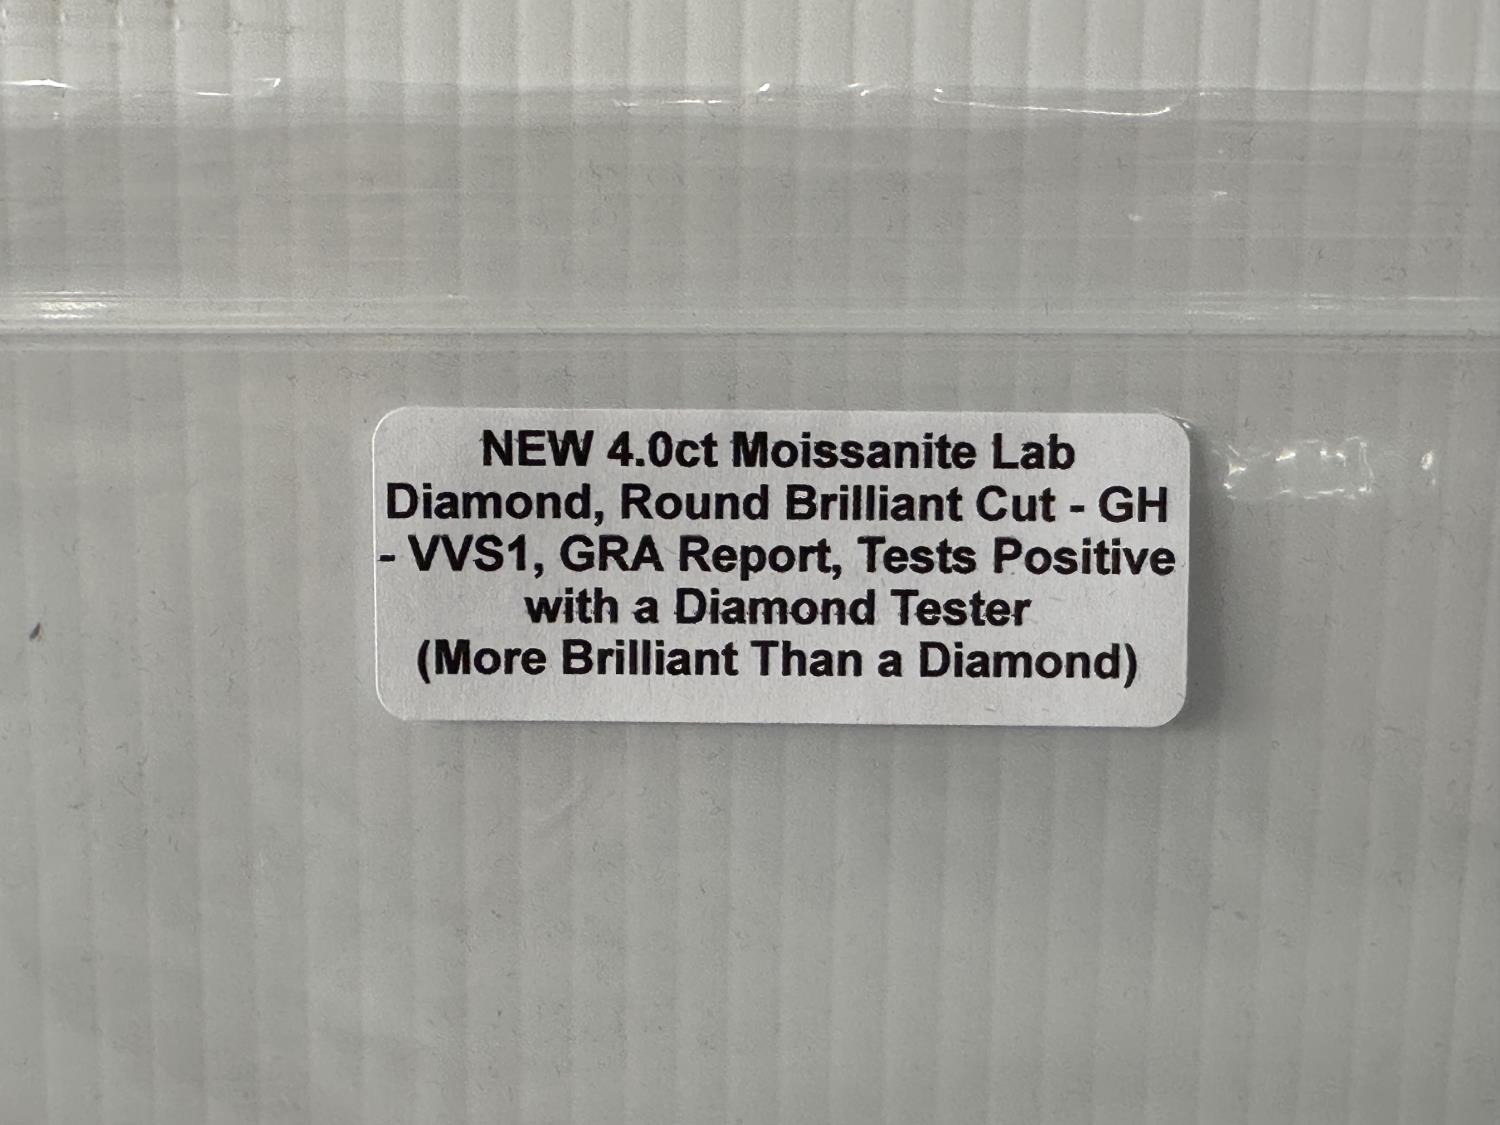 NEW 4.0ct Moissanite Lab
Diamond, Round Brilliant Cut - GH
- VVS1, GRA Report, Tests Positive
with a Diamond Tester
(More Brilliant Than a Diamond)